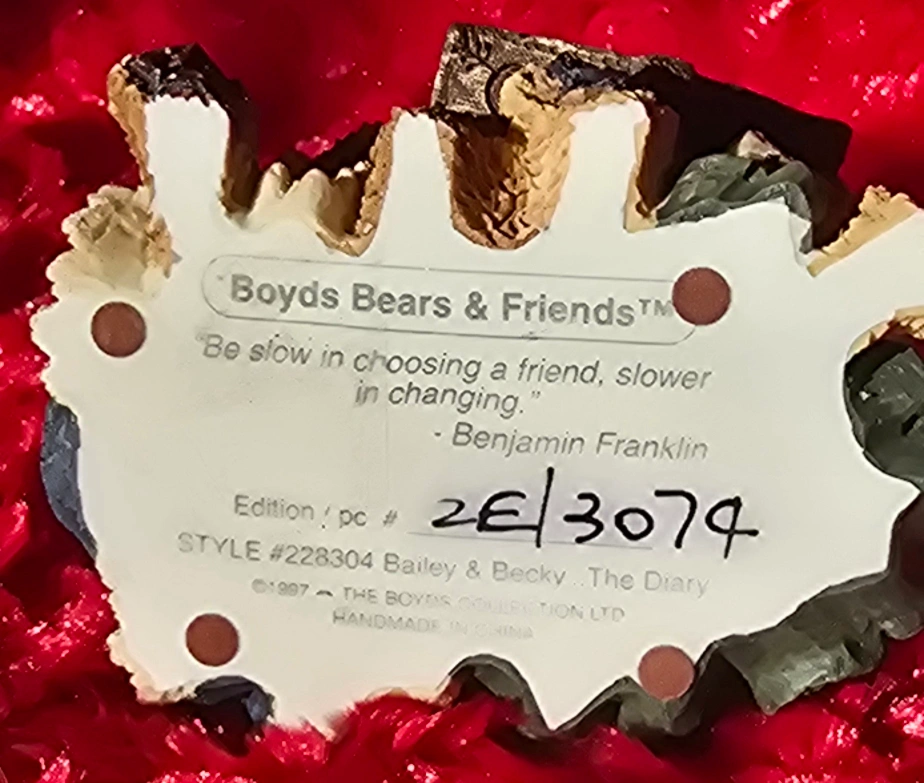 "Boyds Bears & Friends™
"Be slow in choosing a friend, slower
in changing."
- Benjamin Franklin
Edition / pc # 2E/3074
STYLE #228304 Bailey & Becky...The Diary
©1997 – THE BOYDS COLLECTION LTD
HANDMADE IN CHINA